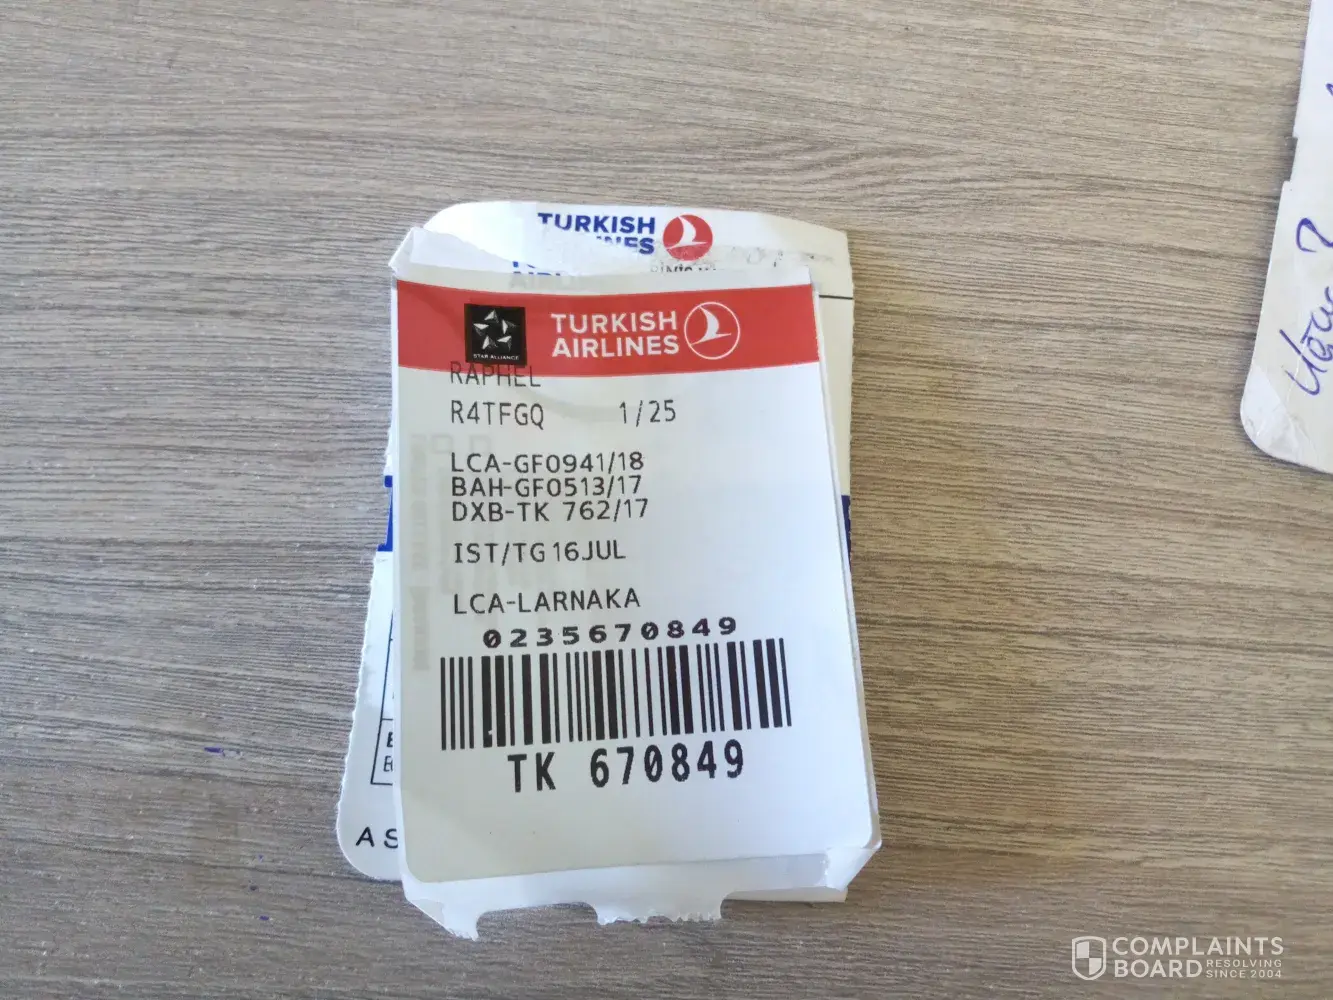 TURKISH
STAR ALLIANCE
TURKISH
AIRLINES
RAPHEL
R4TFGQ 1/25
LCA-GF0941/18
BAH-GF0513/17
DXB-TK 762/17
IST/TG 16JUL
LCA-LARNAKA
0235670849
TK 670849
A S
COMPLAINTS
BOARD RESOLVING
SINCE 2004